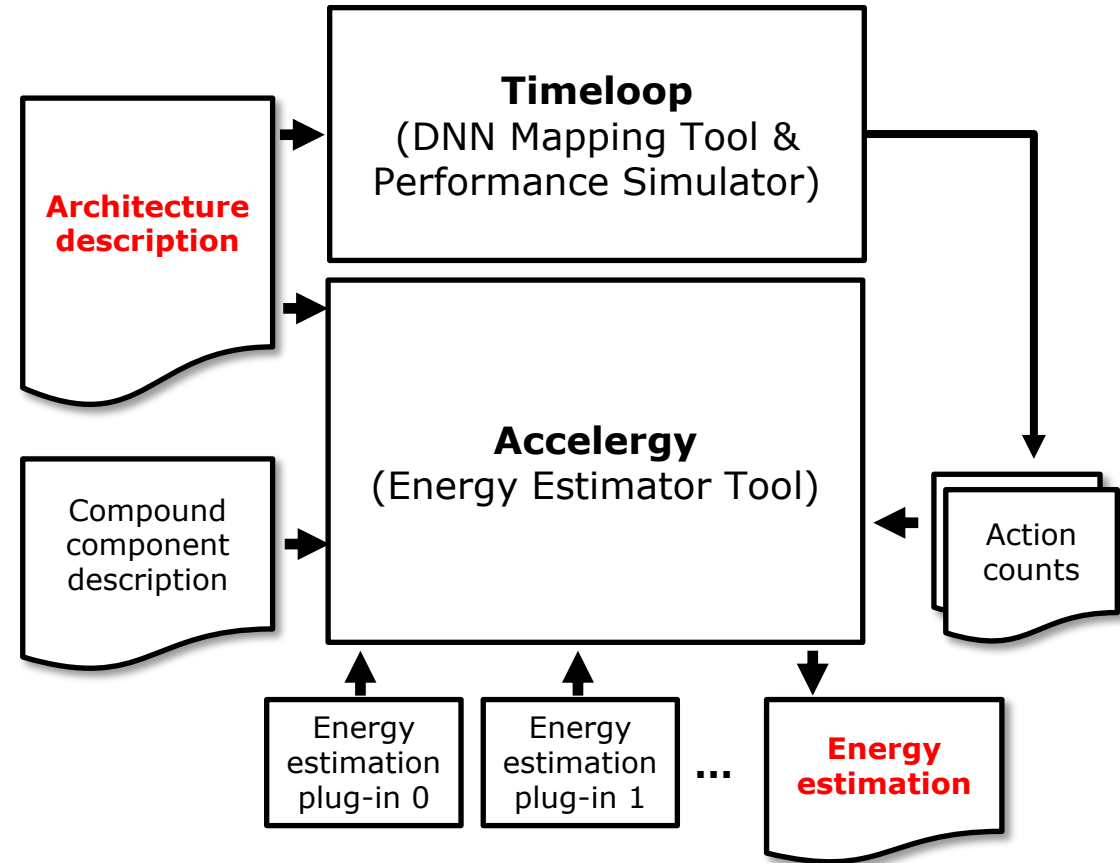 Timeloop
(DNN Mapping Tool &
Performance Simulator)
Architecture
description
Accelergy
(Energy Estimator Tool)
Compound
component
description
Action
counts
Energy
estimation
plug-in 0
Energy
estimation
plug-in 1
...
Energy
estimation